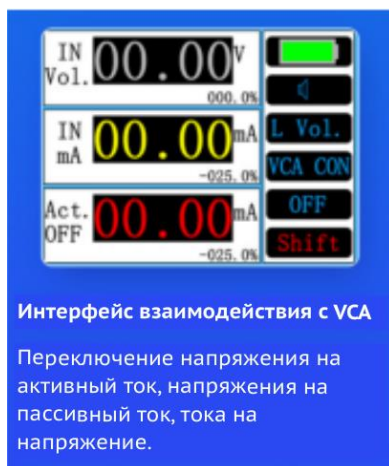 IN Vol. 00.00 V
000.0%
L Vol.
IN mA 00.00 mA
-025.0%
VCA CON
Act. OFF 00.00 mA
-025.0%
OFF
Shift
Интерфейс взаимодействия с VCA
Переключение напряжения на
активный ток, напряжения на
пассивный ток, тока на
напряжение.